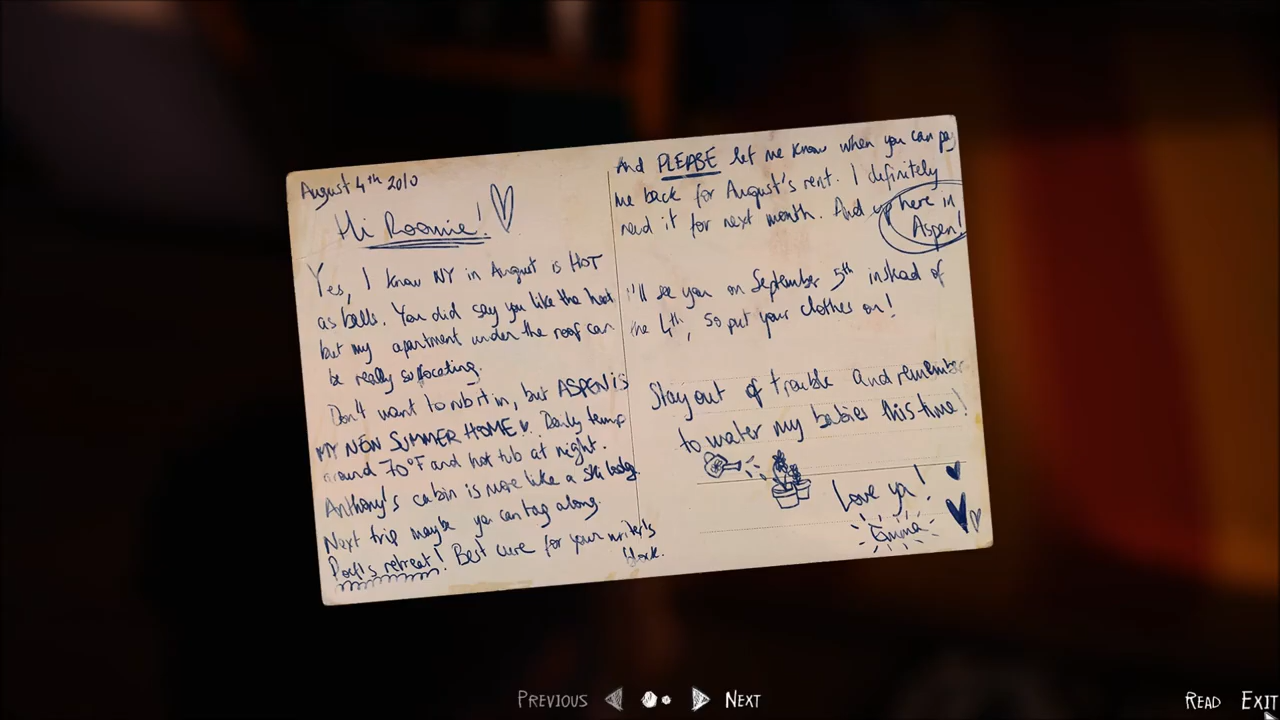 August 4th 2010
Hi Roomie!
Yes, I know NY in August is HOT
as balls. You did say you like the heat
but my apartment under the roof can
be really suffocating.
Don't want to rub it in, but ASPEN IS
MY NEW SUMMER HOME. Daily temp
around 70°F and hot tub at night.
Anthony's cabin is more like a ski lodge.
Next trip maybe you can tag along.
Poet's retreat! Best cure for your writer's
block.
And PLEASE let me know when you can pay
me back for August's rent. I definitely
need it for next month. And up here in
Aspen!
I'll see you on September 5th instead of
the 4th, so put your clothes on!
Stay out of trouble and remember
to water my babies this time!
Love ya!
Emma
PREVIOUS
NEXT
READ
EXIT